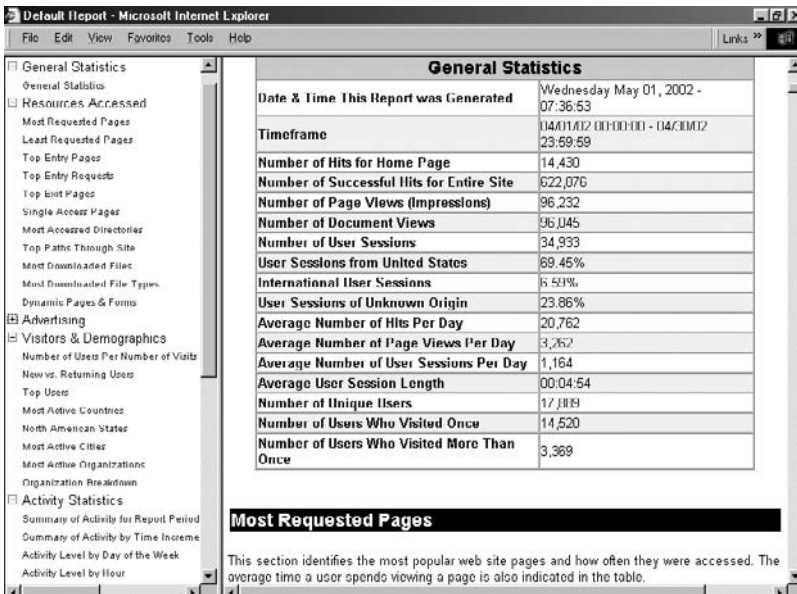 Default Report - Microsoft Internet Explorer
File Edit View Favorites Tools Help
Links »
General Statistics
General Statistics
Resources Accessed
Most Requested Pages
Least Requested Pages
Top Entry Pages
Top Entry Requests
Top Exit Pages
Single Access Pages
Most Accessed Directories
Top Paths Through Site
Most Downloaded Files
Most Downloaded File Types
Dynamic Pages & Forms
Advertising
Visitors & Demographics
Number of Users Per Number of Visits
New vs. Returning Users
Top Users
Most Active Countries
North American States
Most Active Cities
Most Active Organizations
Organization Breakdown
Activity Statistics
Summary of Activity for Report Period
Summary of Activity by Time Increme
Activity Level by Day of the Week
Activity Level by Hour
General Statistics
Date & Time This Report was Generated Wednesday May 01, 2002 -
07:36:53
Timeframe 04/01/02 00:00:00 - 04/30/02
23:59:59
Number of Hits for Home Page 14,430
Number of Successful Hits for Entire Site 622,876
Number of Page Views (Impressions) 96,232
Number of Document Views 96,045
Number of User Sessions 34,933
User Sessions from United States 69.45%
International User Sessions 6.59%
User Sessions of Unknown Origin 23.86%
Average Number of Hits Per Day 20,762
Average Number of Page Views Per Day
Average Number of User Sessions Per Day 1,164
Average User Session Length 00:04:54
Number of Unique Users 17,889
Number of Users Who Visited Once 14,520
Number of Users Who Visited More Than
Once 3,369
Most Requested Pages
This section identifies the most popular web site pages and how often they were accessed. The
average time a user spends viewing a page is also indicated in the table.